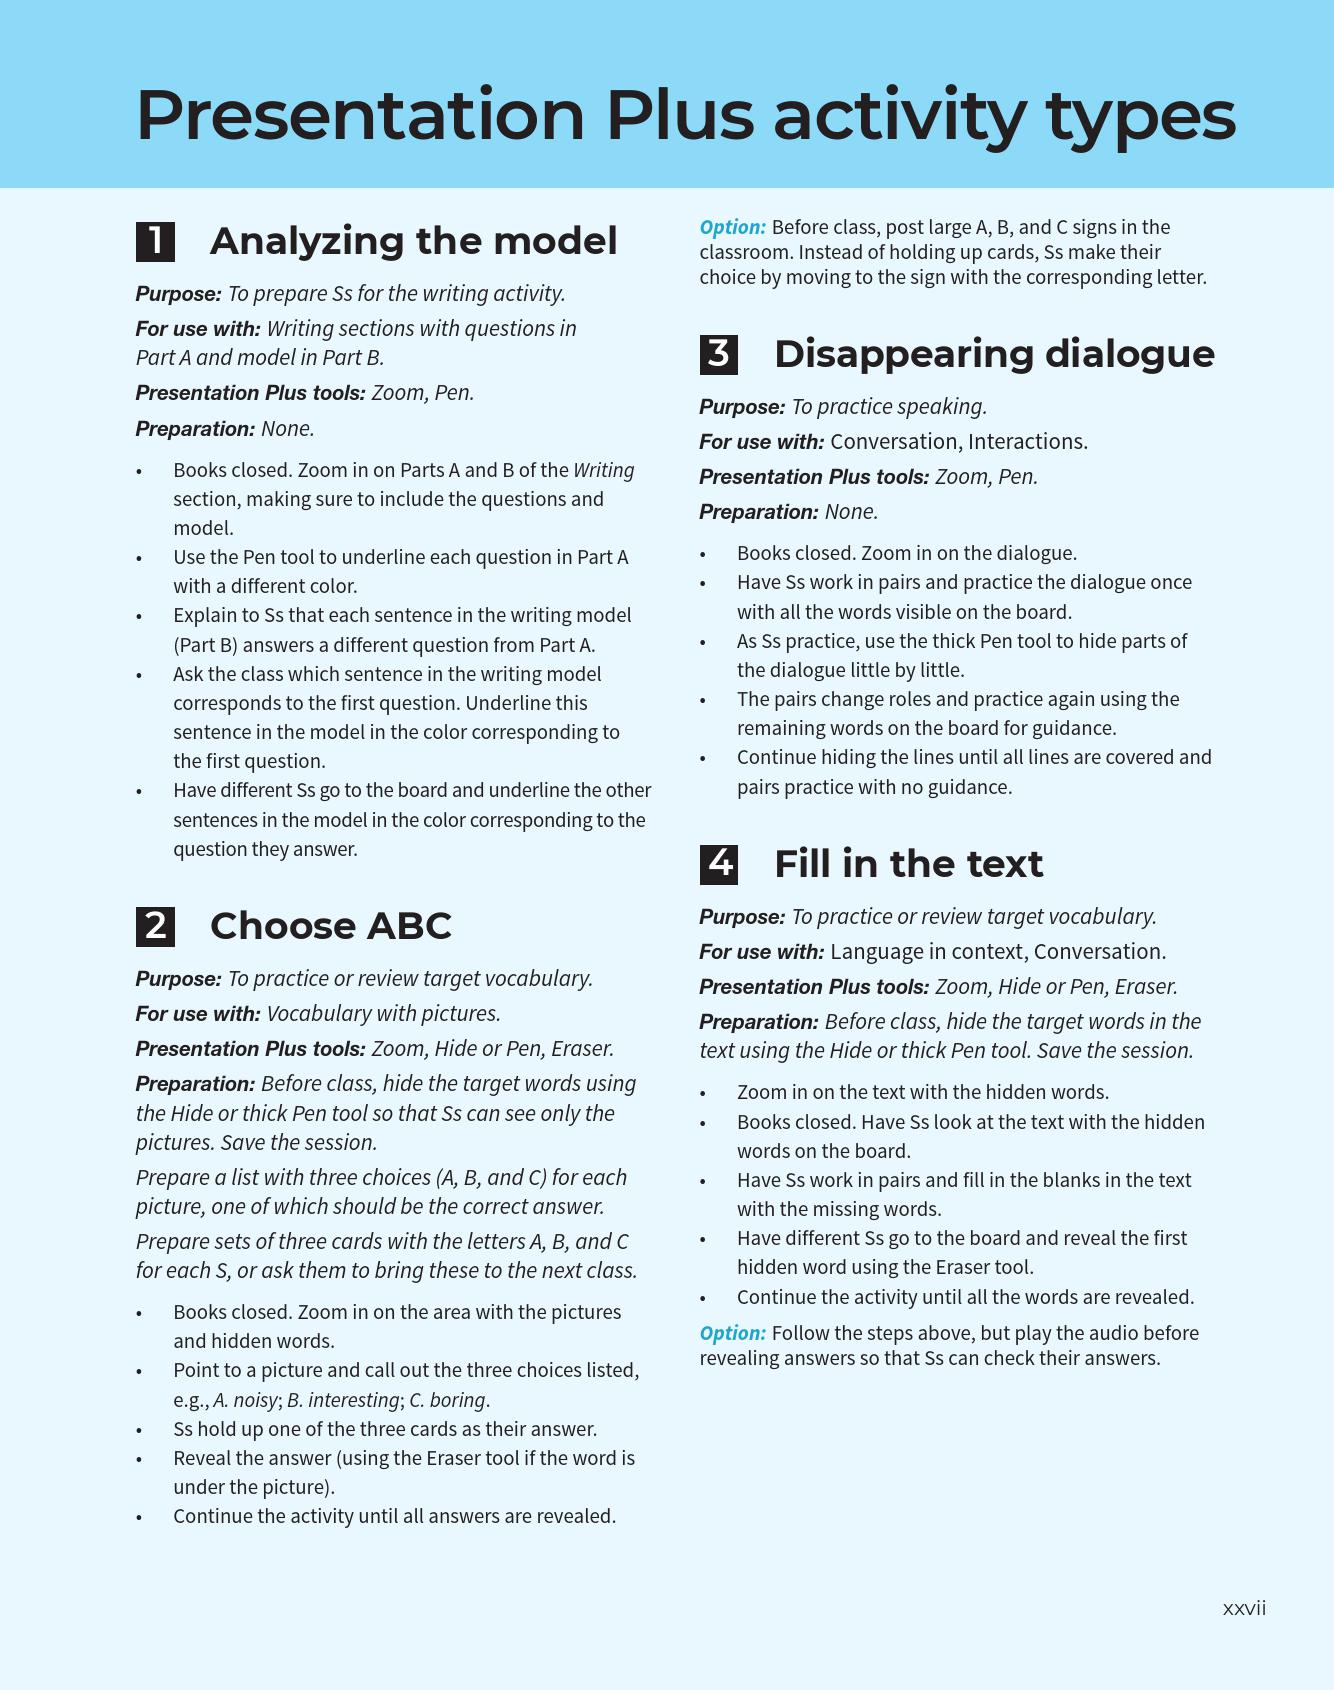 Presentation Plus activity types
1 Analyzing the model
Purpose: To prepare Ss for the writing activity.
For use with: Writing sections with questions in
Part A and model in Part B.
Presentation Plus tools: Zoom, Pen.
Preparation: None.
• Books closed. Zoom in on Parts A and B of the Writing
section, making sure to include the questions and
model.
• Use the Pen tool to underline each question in Part A
with a different color.
• Explain to Ss that each sentence in the writing model
(Part B) answers a different question from Part A.
• Ask the class which sentence in the writing model
corresponds to the first question. Underline this
sentence in the model in the color corresponding to
the first question.
• Have different Ss go to the board and underline the other
sentences in the model in the color corresponding to the
question they answer.
2 Choose ABC
Purpose: To practice or review target vocabulary.
For use with: Vocabulary with pictures.
Presentation Plus tools: Zoom, Hide or Pen, Eraser.
Preparation: Before class, hide the target words using
the Hide or thick Pen tool so that Ss can see only the
pictures. Save the session.
Prepare a list with three choices (A, B, and C) for each
picture, one of which should be the correct answer.
Prepare sets of three cards with the letters A, B, and C
for each S, or ask them to bring these to the next class.
• Books closed. Zoom in on the area with the pictures
and hidden words.
• Point to a picture and call out the three choices listed,
e.g., A. noisy; B. interesting; C. boring.
• Ss hold up one of the three cards as their answer.
• Reveal the answer (using the Eraser tool if the word is
under the picture).
• Continue the activity until all answers are revealed.
Option: Before class, post large A, B, and C signs in the
classroom. Instead of holding up cards, Ss make their
choice by moving to the sign with the corresponding letter.
3 Disappearing dialogue
Purpose: To practice speaking.
For use with: Conversation, Interactions.
Presentation Plus tools: Zoom, Pen.
Preparation: None.
• Books closed. Zoom in on the dialogue.
• Have Ss work in pairs and practice the dialogue once
with all the words visible on the board.
• As Ss practice, use the thick Pen tool to hide parts of
the dialogue little by little.
• The pairs change roles and practice again using the
remaining words on the board for guidance.
• Continue hiding the lines until all lines are covered and
pairs practice with no guidance.
4 Fill in the text
Purpose: To practice or review target vocabulary.
For use with: Language in context, Conversation.
Presentation Plus tools: Zoom, Hide or Pen, Eraser.
Preparation: Before class, hide the target words in the
text using the Hide or thick Pen tool. Save the session.
• Zoom in on the text with the hidden words.
• Books closed. Have Ss look at the text with the hidden
words on the board.
• Have Ss work in pairs and fill in the blanks in the text
with the missing words.
• Have different Ss go to the board and reveal the first
hidden word using the Eraser tool.
• Continue the activity until all the words are revealed.
Option: Follow the steps above, but play the audio before
revealing answers so that Ss can check their answers.
xxvii